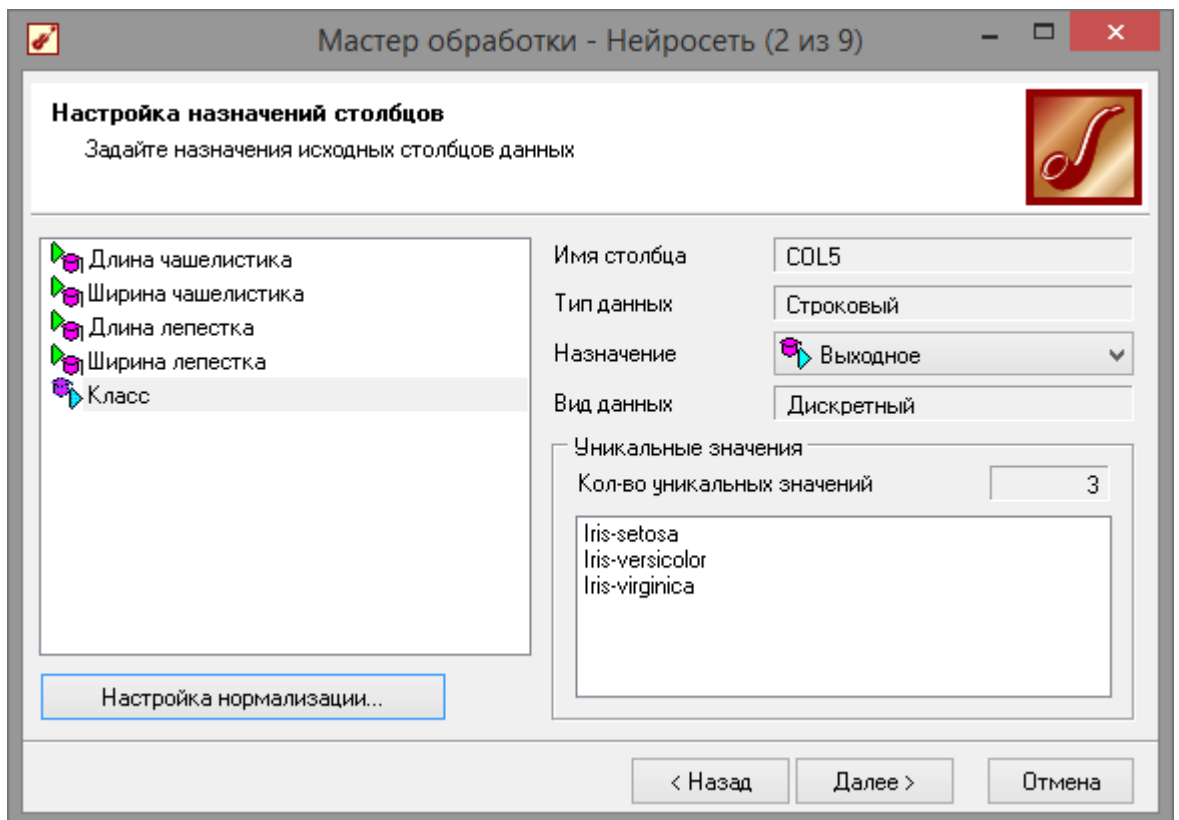 Мастер обработки - Нейросеть (2 из 9)
Настройка назначений столбцов
Задайте назначения исходных столбцов данных
Длина чашелистика
Ширина чашелистика
Длина лепестка
Ширина лепестка
Класс
Настройка нормализации...
Имя столбца COL5
Тип данных Строковый
Назначение Выходное
Вид данных Дискретный
Уникальные значения
Кол-во уникальных значений 3
Iris-setosa
Iris-versicolor
Iris-virginica
< Назад Далее > Отмена